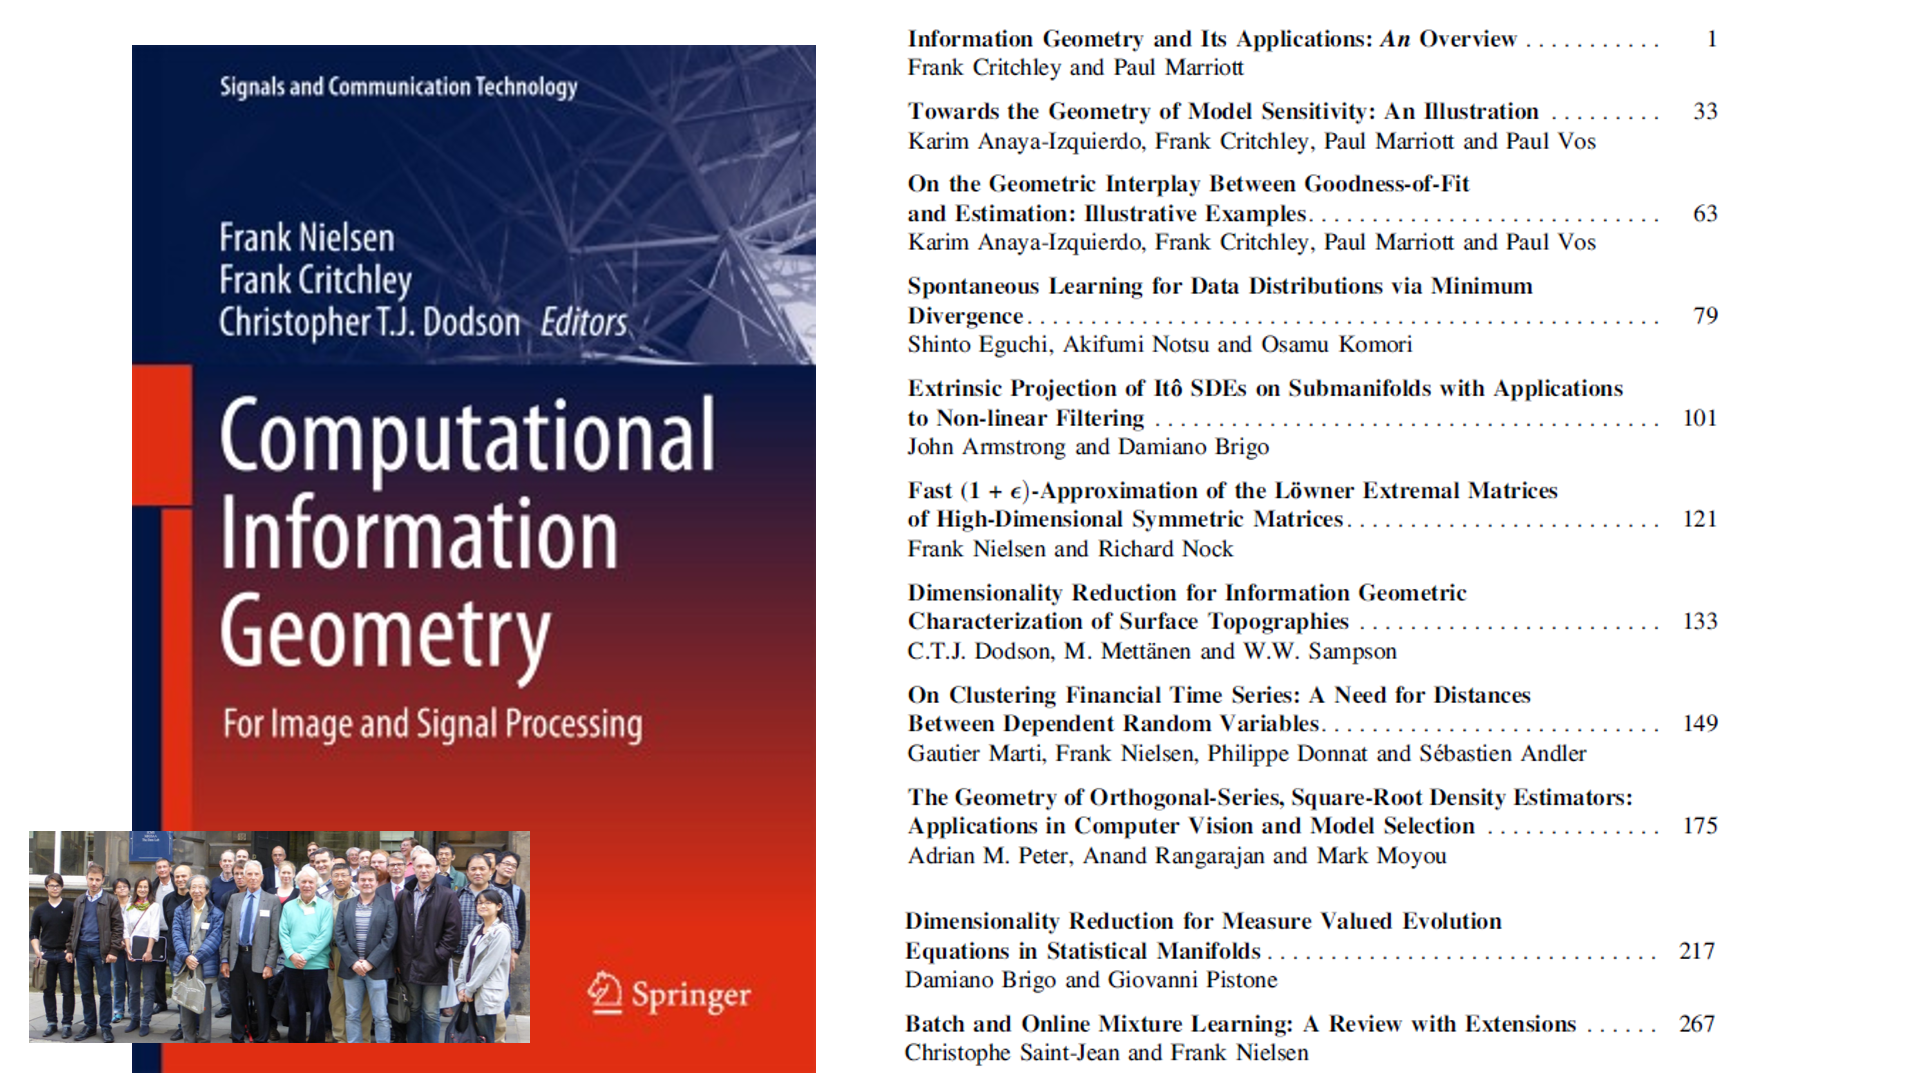 Signals and Communication Technology
Frank Nielsen
Frank Critchley
Christopher T.J. Dodson Editors
Computational
Information
Geometry
For Image and Signal Processing
Springer
Information Geometry and Its Applications: An Overview . . . . . . . . . . . 1
Frank Critchley and Paul Marriott
Towards the Geometry of Model Sensitivity: An Illustration . . . . . . . . . 33
Karim Anaya-Izquierdo, Frank Critchley, Paul Marriott and Paul Vos
On the Geometric Interplay Between Goodness-of-Fit
and Estimation: Illustrative Examples. . . . . . . . . . . . . . . . . . . . . . . . . . . . 63
Karim Anaya-Izquierdo, Frank Critchley, Paul Marriott and Paul Vos
Spontaneous Learning for Data Distributions via Minimum
Divergence. . . . . . . . . . . . . . . . . . . . . . . . . . . . . . . . . . . . . . . . . . . . . . . . . . 79
Shinto Eguchi, Akifumi Notsu and Osamu Komori
Extrinsic Projection of Itô SDEs on Submanifolds with Applications
to Non-linear Filtering . . . . . . . . . . . . . . . . . . . . . . . . . . . . . . . . . . . . . . . . 101
John Armstrong and Damiano Brigo
Fast (1 + ϵ)-Approximation of the Löwner Extremal Matrices
of High-Dimensional Symmetric Matrices. . . . . . . . . . . . . . . . . . . . . . . . . 121
Frank Nielsen and Richard Nock
Dimensionality Reduction for Information Geometric
Characterization of Surface Topographies . . . . . . . . . . . . . . . . . . . . . . . . 133
C.T.J. Dodson, M. Mettänen and W.W. Sampson
On Clustering Financial Time Series: A Need for Distances
Between Dependent Random Variables. . . . . . . . . . . . . . . . . . . . . . . . . . . 149
Gautier Marti, Frank Nielsen, Philippe Donnat and Sébastien Andler
The Geometry of Orthogonal-Series, Square-Root Density Estimators:
Applications in Computer Vision and Model Selection . . . . . . . . . . . . . . 175
Adrian M. Peter, Anand Rangarajan and Mark Moyou
Dimensionality Reduction for Measure Valued Evolution
Equations in Statistical Manifolds . . . . . . . . . . . . . . . . . . . . . . . . . . . . . . . 217
Damiano Brigo and Giovanni Pistone
Batch and Online Mixture Learning: A Review with Extensions . . . . . . 267
Christophe Saint-Jean and Frank Nielsen